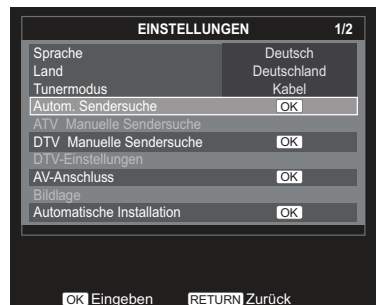 EINSTELLUNGEN 1/2
Sprache Deutsch
Land Deutschland
Tunermodus Kabel
Autom. Sendersuche OK
ATV Manuelle Sendersuche
DTV Manuelle Sendersuche OK
DTV-Einstellungen
AV-Anschluss OK
Bildlage
Automatische Installation OK
OK Eingeben RETURN Zurück